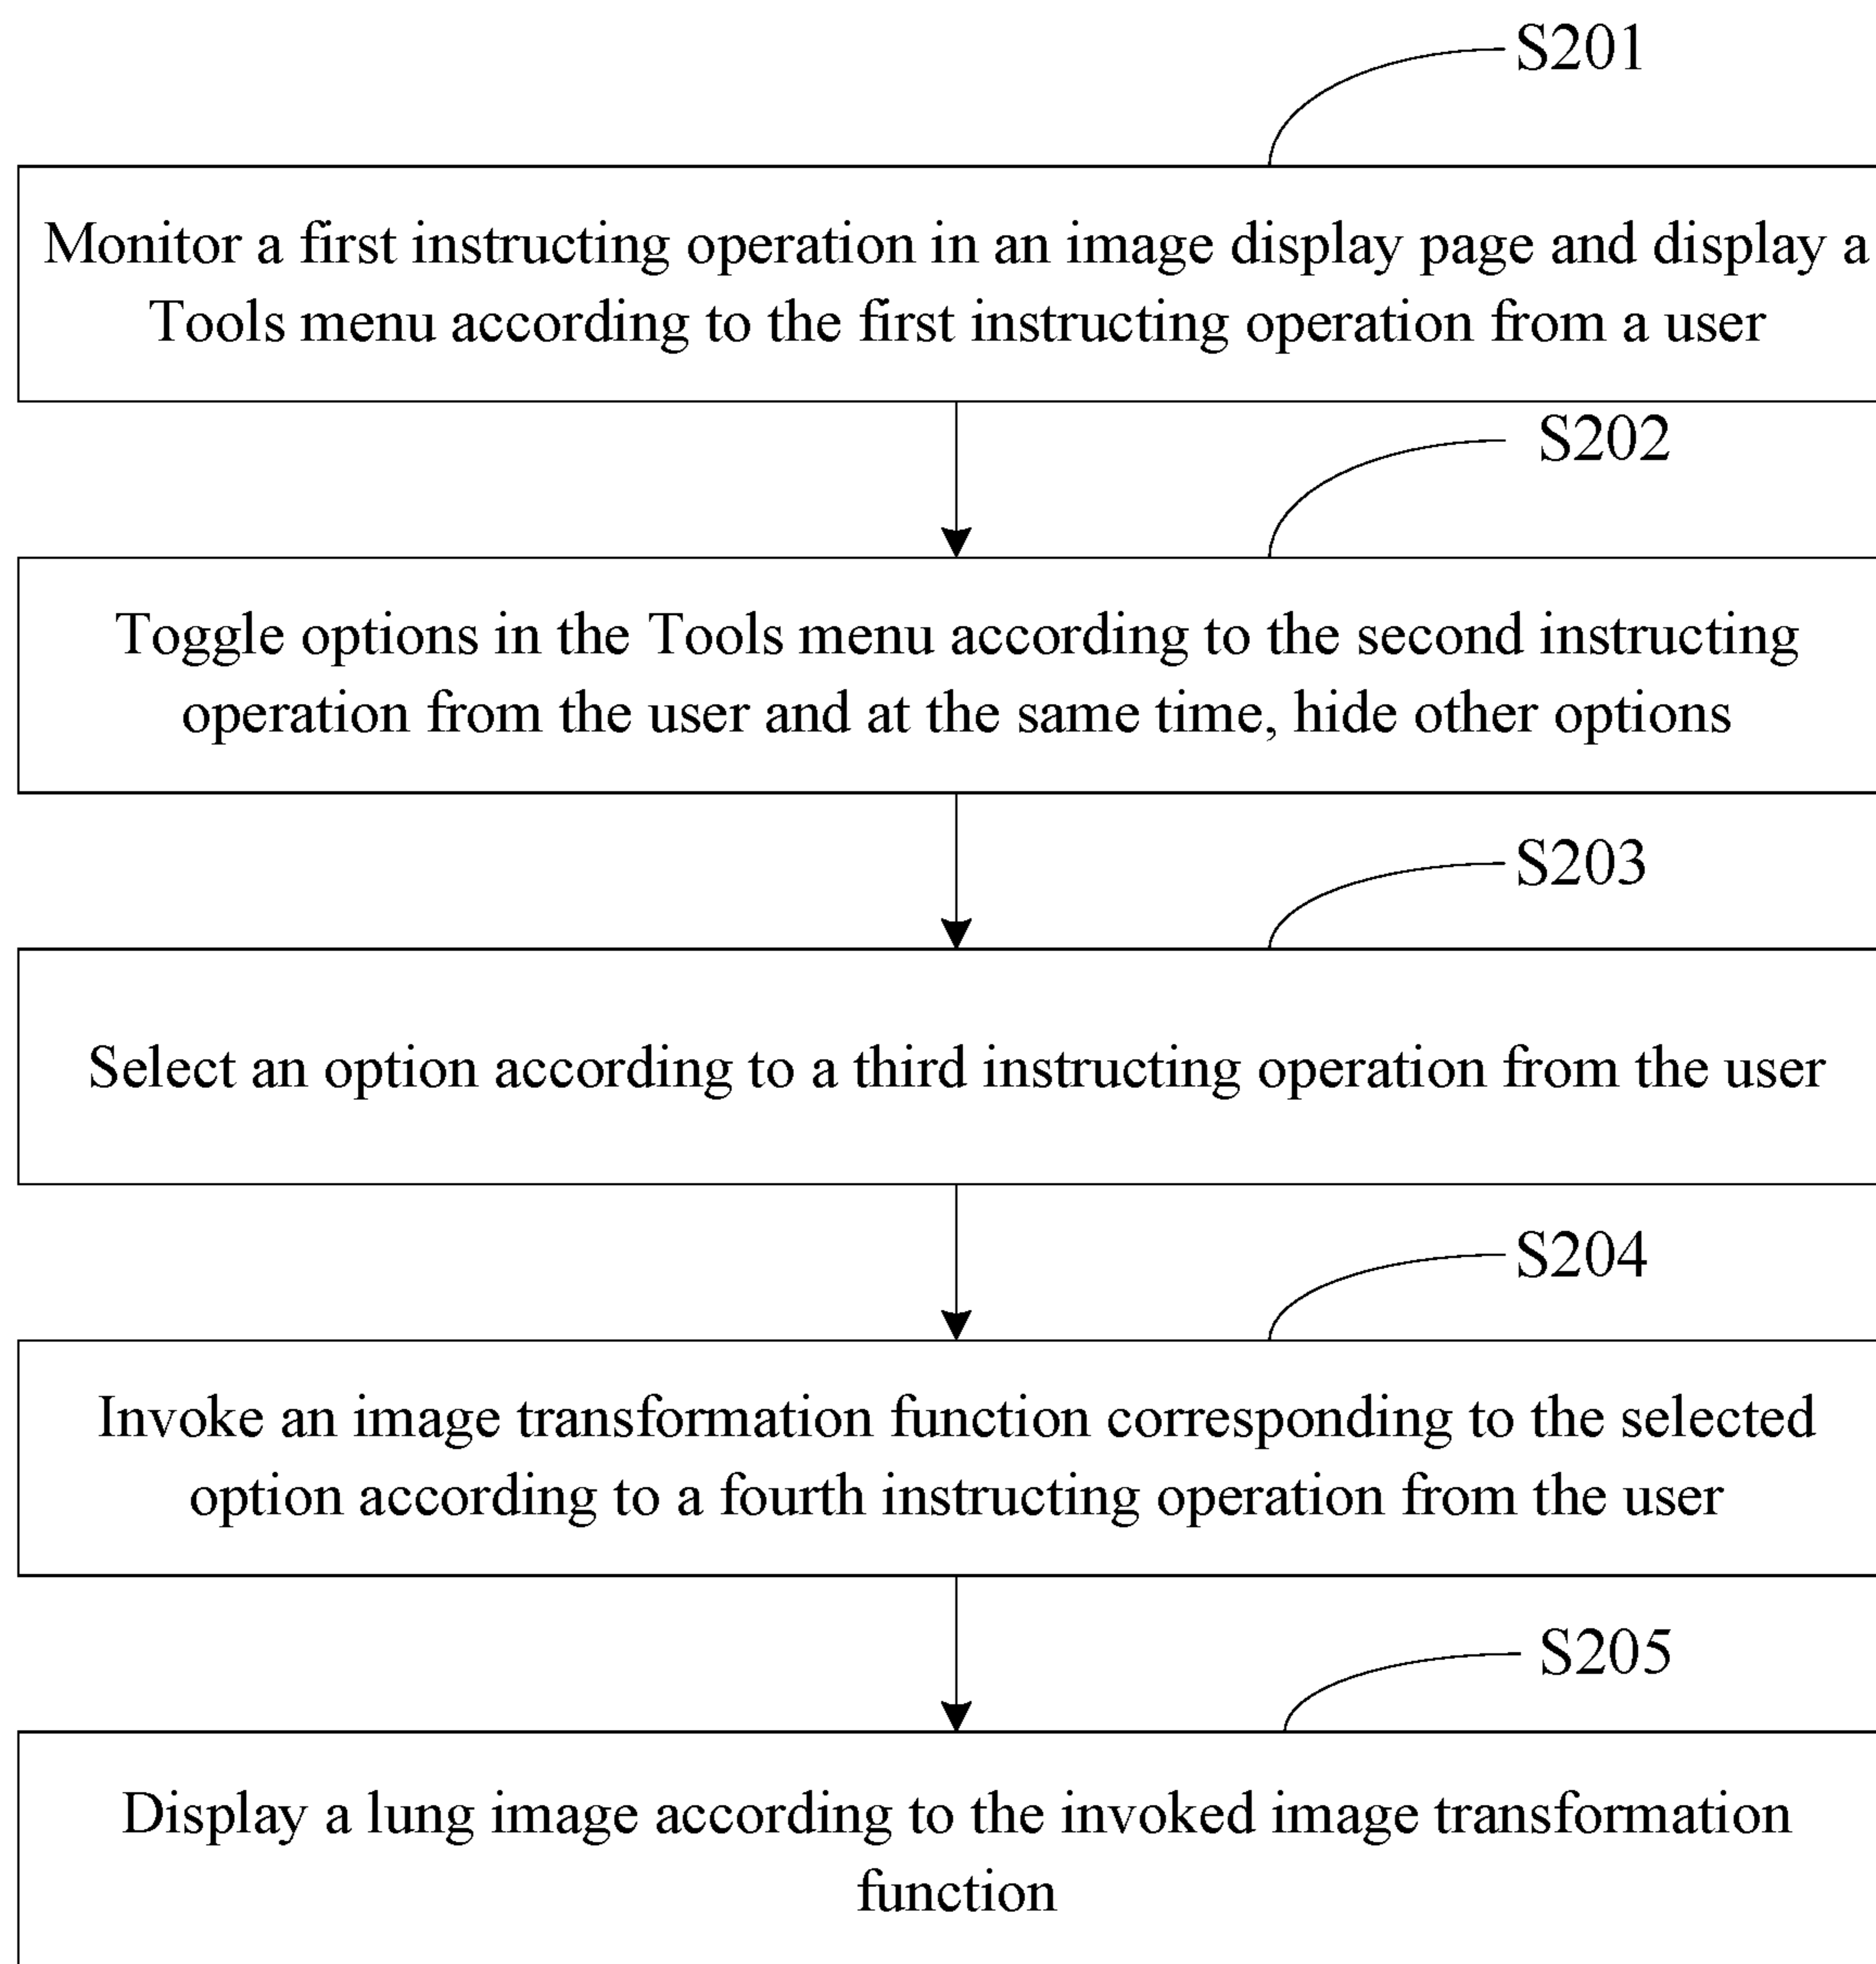 S201
Monitor a first instructing operation in an image display page and display a
Tools menu according to the first instructing operation from a user
S202
Toggle options in the Tools menu according to the second instructing
operation from the user and at the same time, hide other options
S203
Select an option according to a third instructing operation from the user
S204
Invoke an image transformation function corresponding to the selected
option according to a fourth instructing operation from the user
S205
Display a lung image according to the invoked image transformation
function